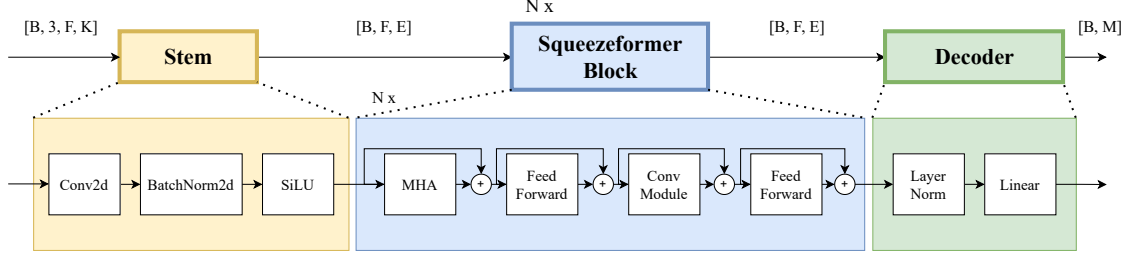 N x
[B, 3, F, K]
[B, F, E]
[B, F, E]
[B, M]
Stem
Squeezeformer
Block
Decoder
N x
Conv2d
BatchNorm2d
SiLU
MHA
+
Feed
Forward
+
Conv
Module
+
Feed
Forward
+
Layer
Norm
Linear